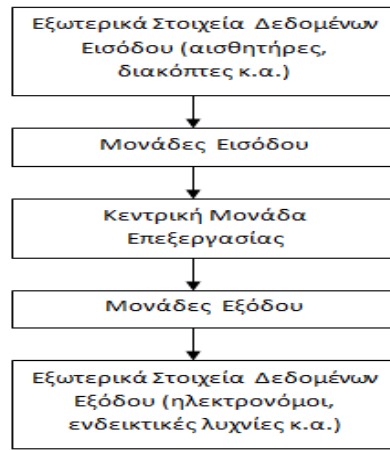 Εξωτερικά Στοιχεία Δεδομένων
Εισόδου (αισθητήρες,
διακόπτες κ.α.)
Μονάδες Εισόδου
Κεντρική Μονάδα
Επεξεργασίας
Μονάδες Εξόδου
Εξωτερικά Στοιχεία Δεδομένων
Εξόδου (ηλεκτρονόμοι,
ενδεικτικές λυχνίες κ.α.)